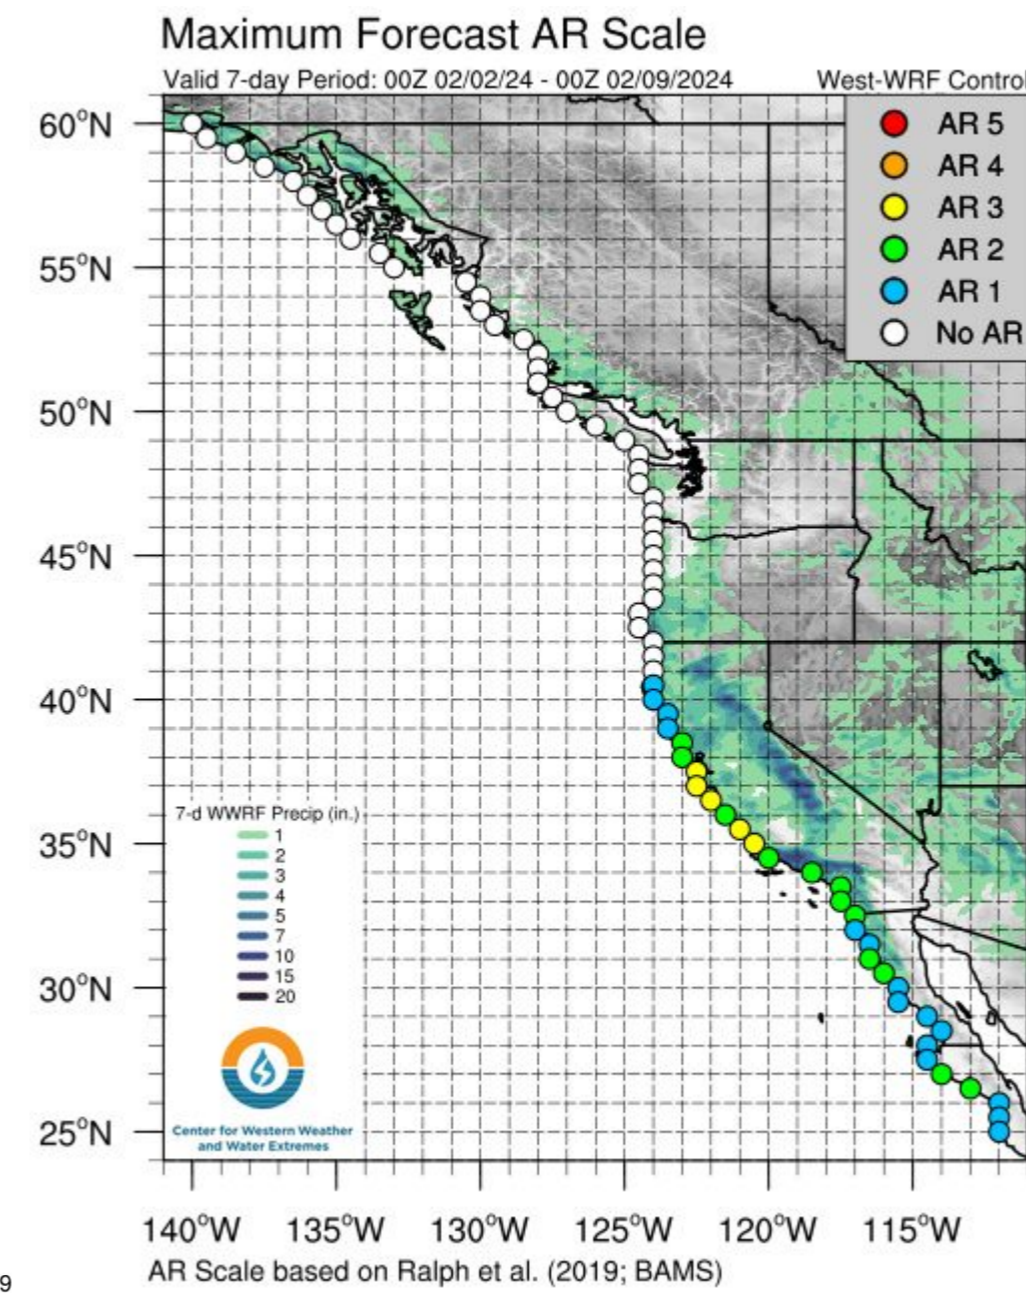 Maximum Forecast AR Scale
Valid 7-day Period: 00Z 02/02/24 - 00Z 02/09/2024 West-WRF Control
AR 5
AR 4
AR 3
AR 2
AR 1
No AR
60°N
55°N
50°N
45°N
40°N
35°N
30°N
25°N
7-d WWRF Precip (in.)
1
2
3
4
5
7
10
15
20
Center for Western Weather
and Water Extremes
140°W 135°W 130°W 125°W 120°W 115°W
AR Scale based on Ralph et al. (2019; BAMS)
9